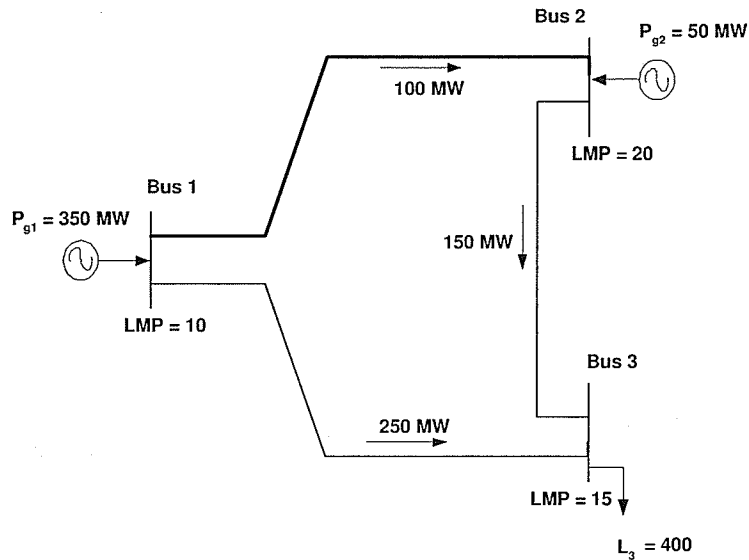 Bus 2
P_g2 = 50 MW
100 MW
LMP = 20
Bus 1
P_g1 = 350 MW
150 MW
LMP = 10
Bus 3
250 MW
LMP = 15
L_3 = 400